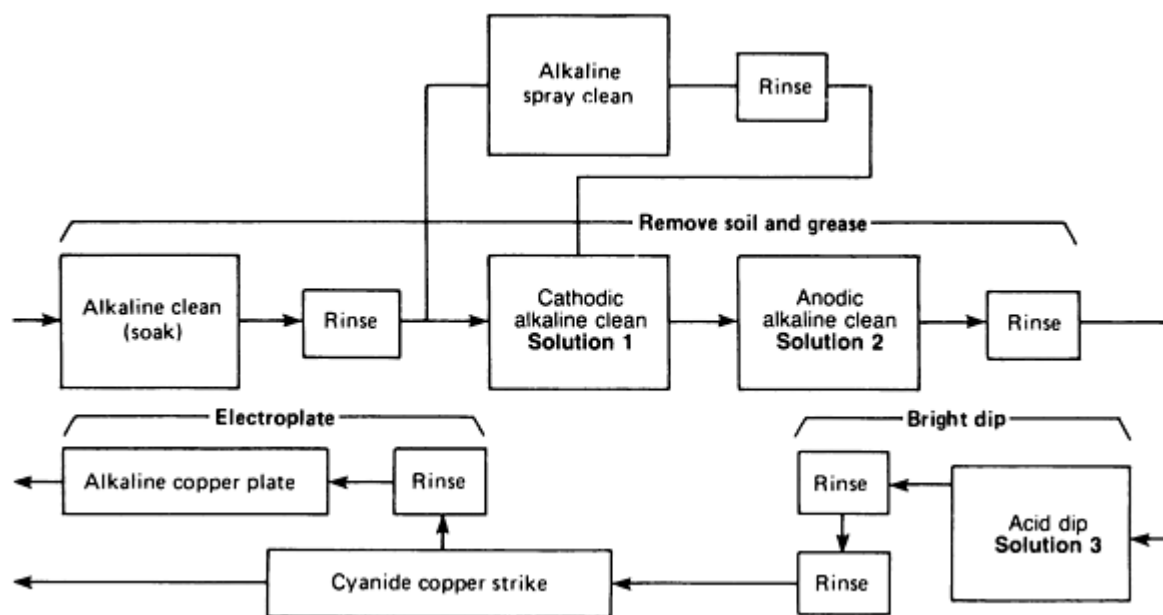 Alkaline
spray clean
Rinse
Remove soil and grease
Alkaline clean
(soak)
Rinse
Cathodic
alkaline clean
Solution 1
Anodic
alkaline clean
Solution 2
Rinse
Electroplate
Bright dip
Alkaline copper plate
Rinse
Rinse
Acid dip
Solution 3
Cyanide copper strike
Rinse